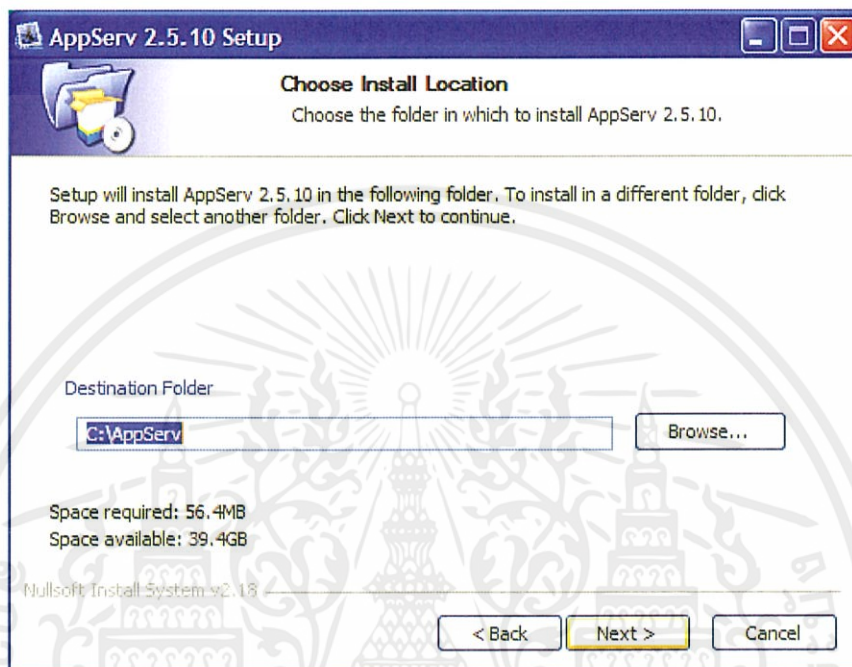 AppServ 2.5.10 Setup
Choose Install Location
Choose the folder in which to install AppServ 2.5.10.
Setup will install AppServ 2.5.10 in the following folder. To install in a different folder, click
Browse and select another folder. Click Next to continue.
Destination Folder
C:\AppServ
Browse...
Space required: 56.4MB
Space available: 39.4GB
Nullsoft Install System v2.18
< Back
Next >
Cancel